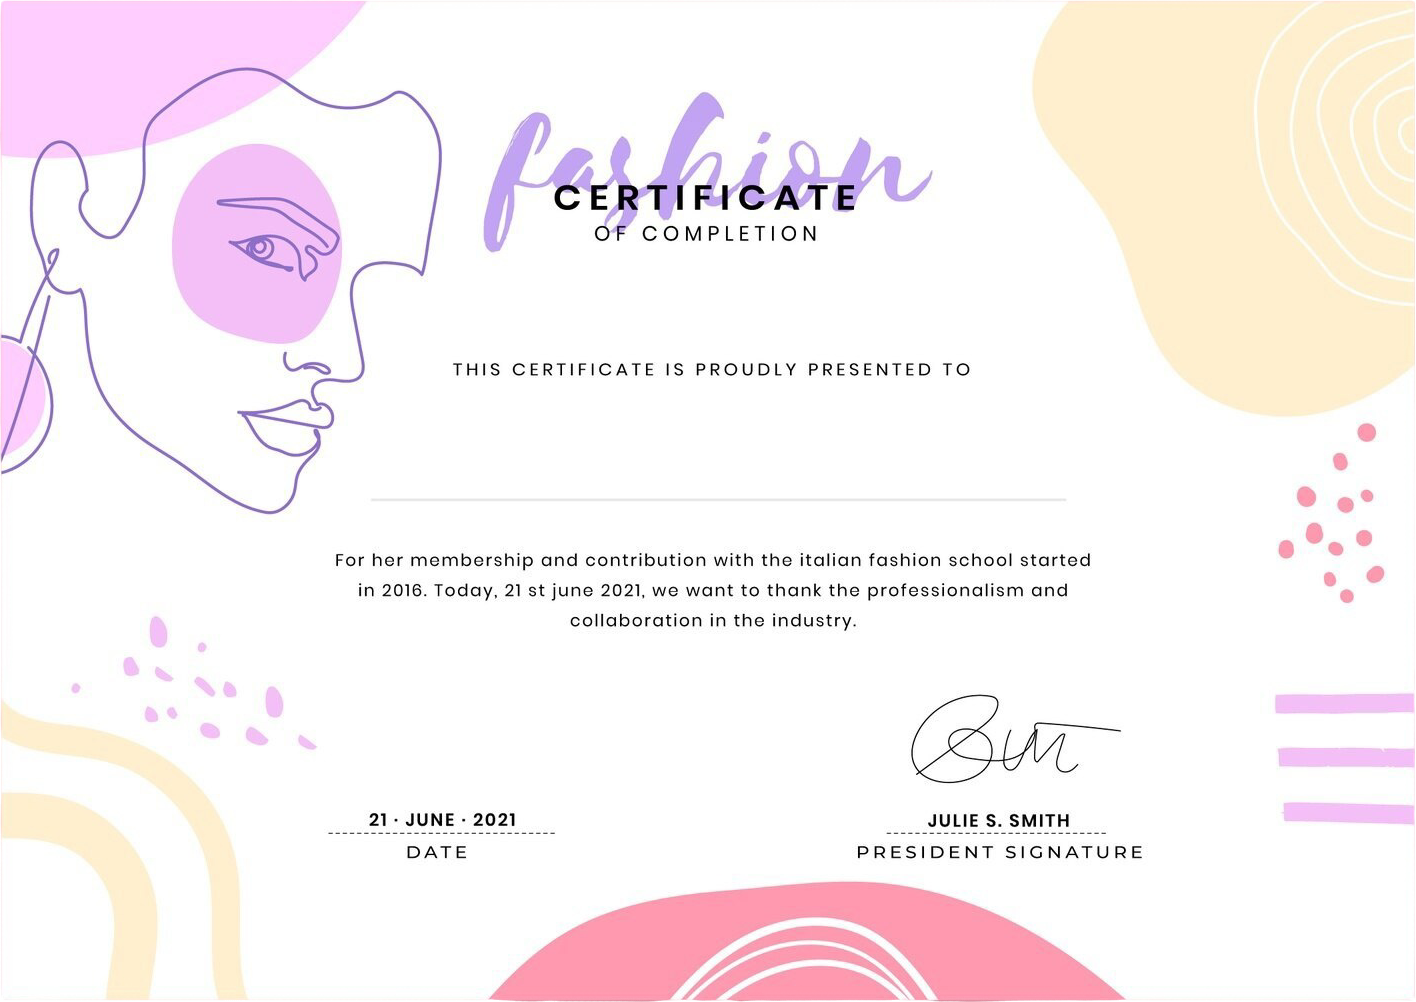 fashion
CERTIFICATE
OF COMPLETION
THIS CERTIFICATE IS PROUDLY PRESENTED TO
For her membership and contribution with the italian fashion school started
in 2016. Today, 21 st june 2021, we want to thank the professionalism and
collaboration in the industry.
21 · JUNE · 2021
DATE
JULIE S. SMITH
PRESIDENT SIGNATURE